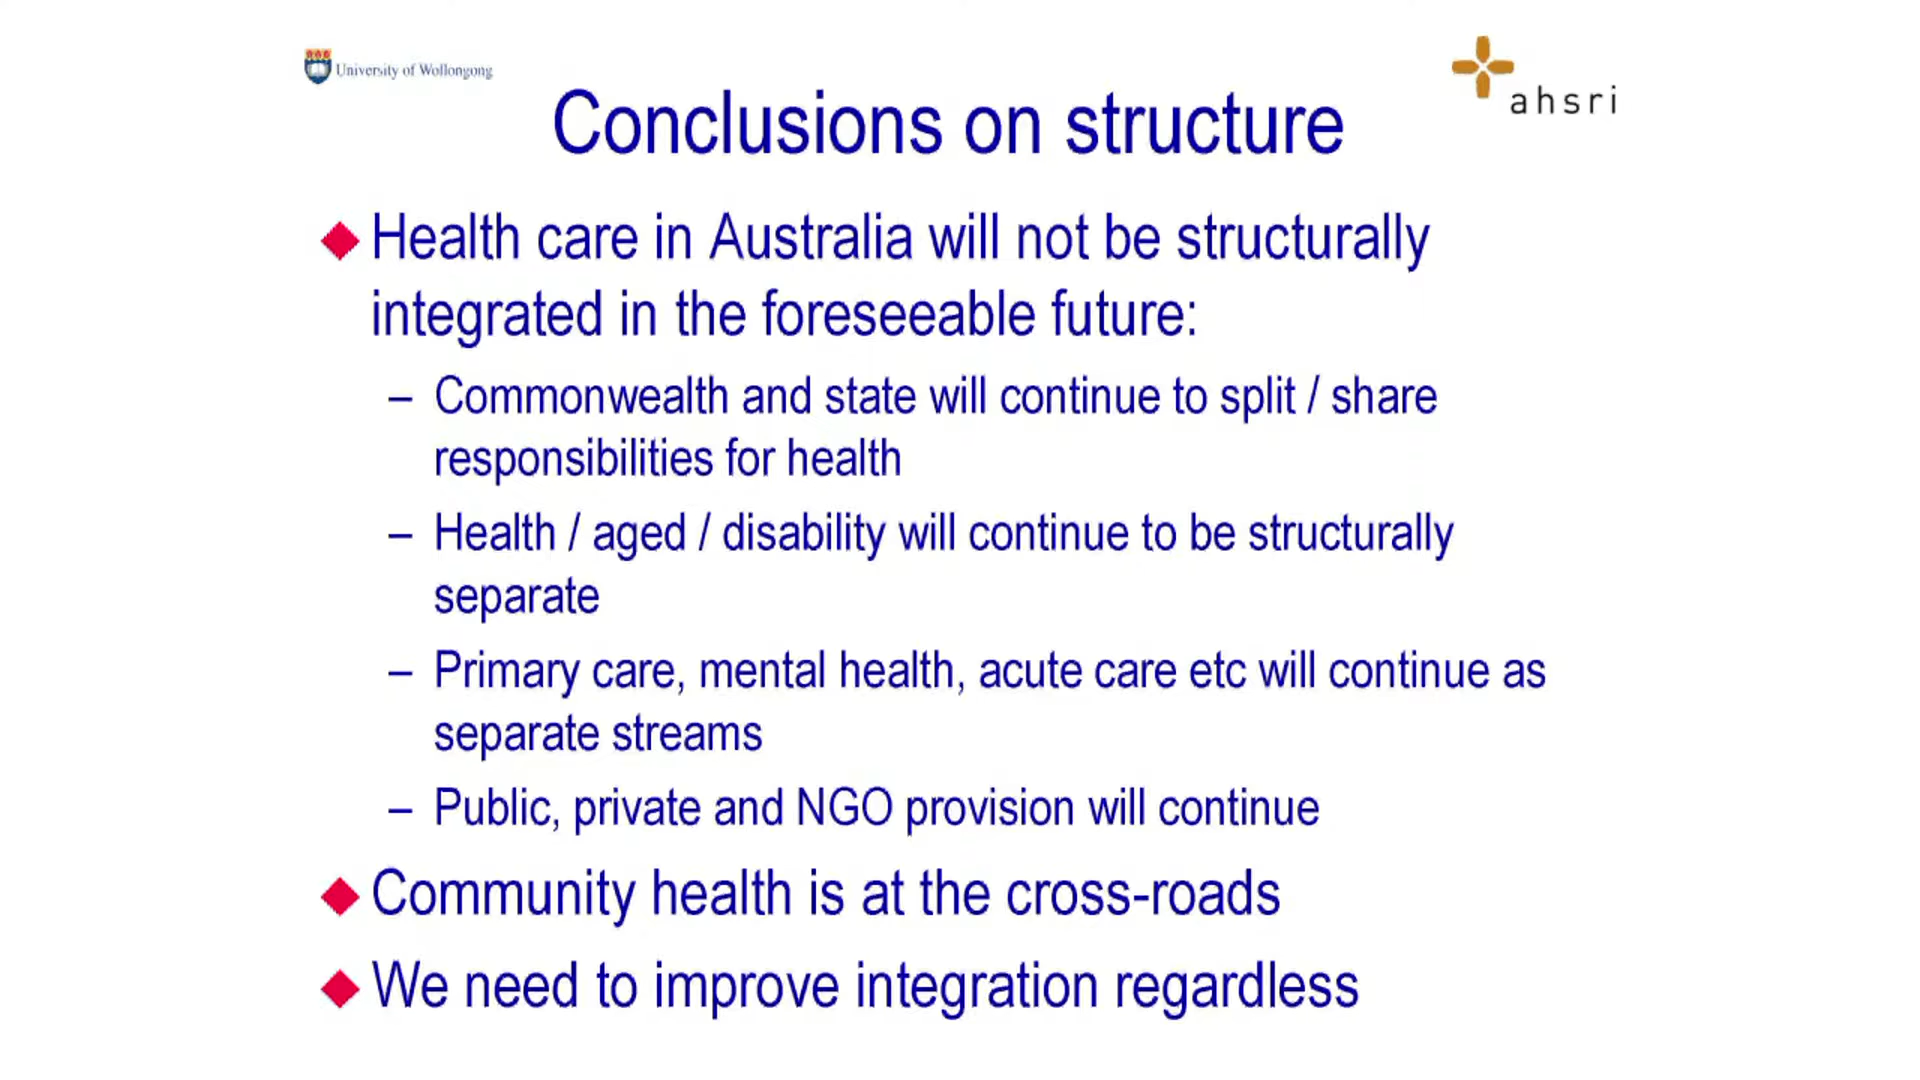 University of Wollongong
ahsri
Conclusions on structure
Health care in Australia will not be structurally
integrated in the foreseeable future:
– Commonwealth and state will continue to split / share
responsibilities for health
– Health / aged / disability will continue to be structurally
separate
– Primary care, mental health, acute care etc will continue as
separate streams
– Public, private and NGO provision will continue
Community health is at the cross-roads
We need to improve integration regardless